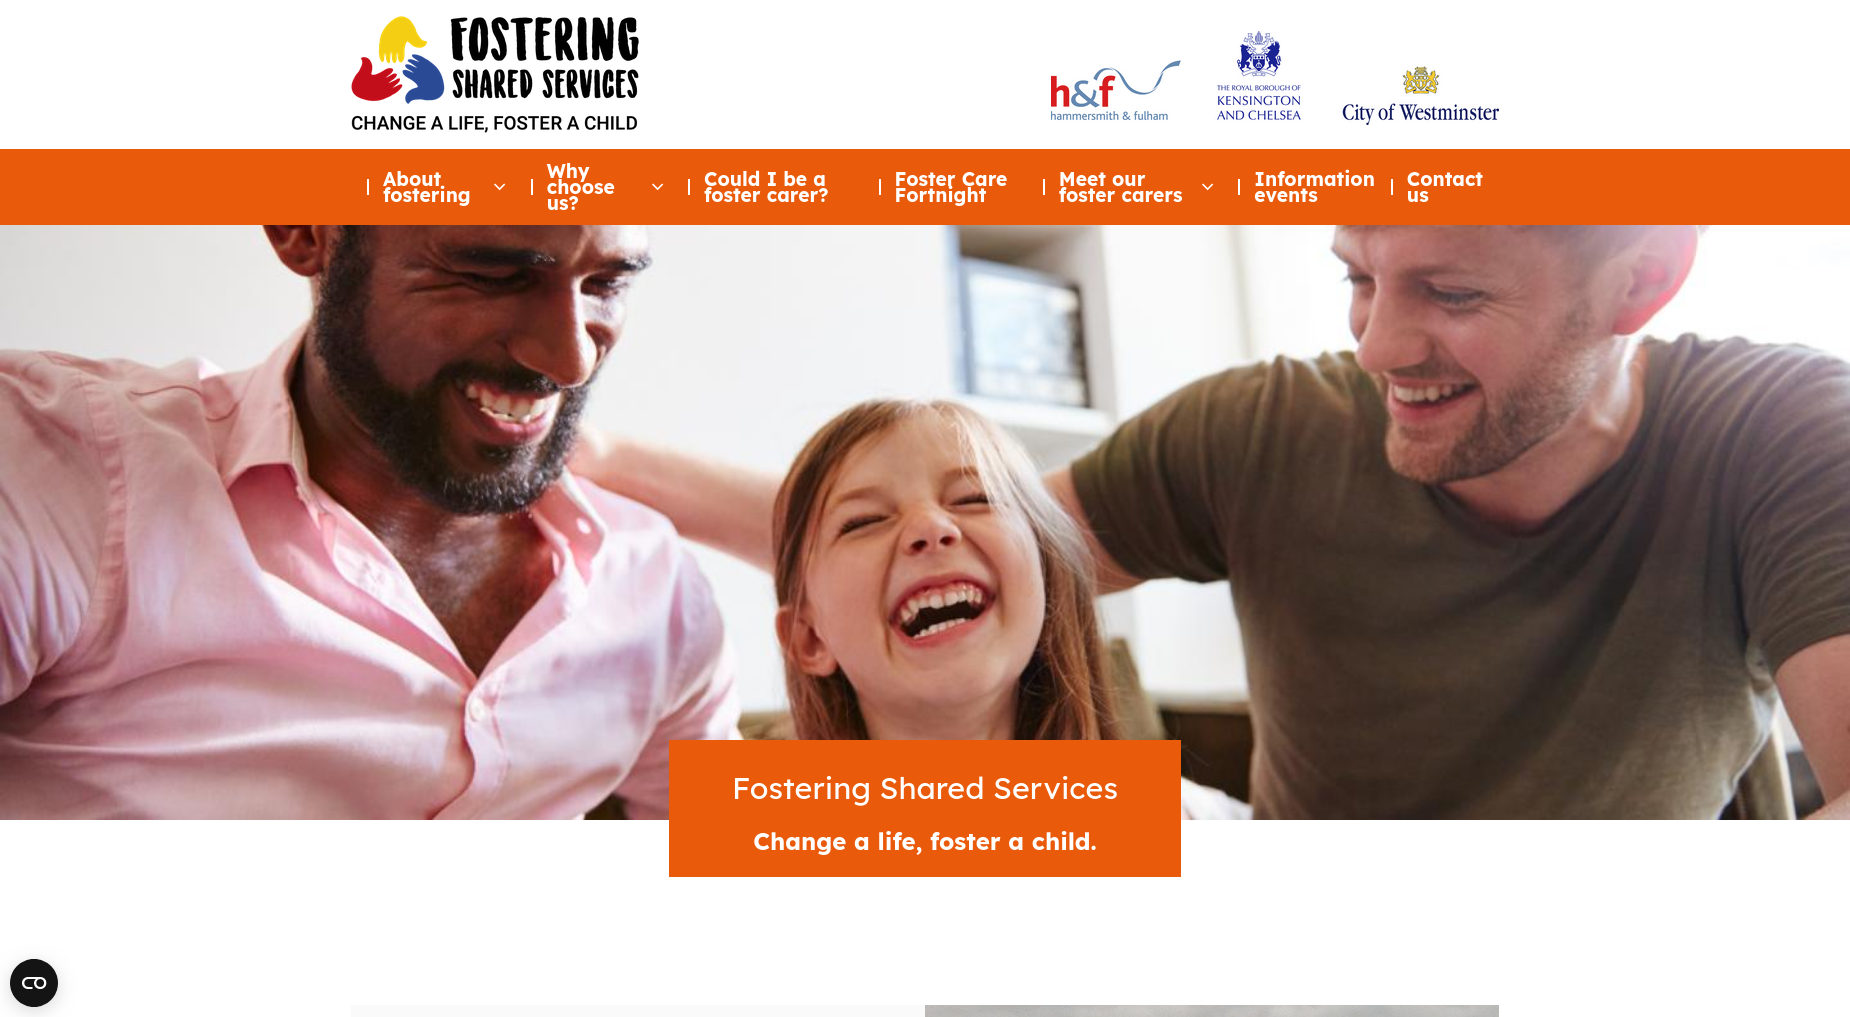 FOSTERING
SHARED SERVICES
CHANGE A LIFE, FOSTER A CHILD
h&f
hammersmith & fulham
THE ROYAL BOROUGH OF
KENSINGTON
AND CHELSEA
City of Westminster
About
fostering
Why
choose
us?
Could I be a
foster carer?
Foster Care
Fortnight
Meet our
foster carers
Information
events
Contact
us
Fostering Shared Services
Change a life, foster a child.